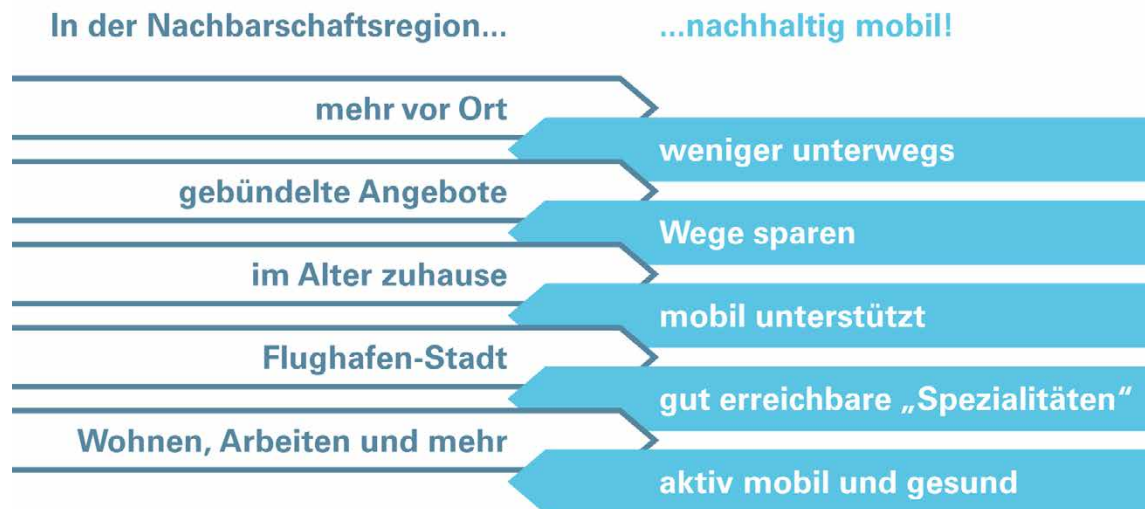 In der Nachbarschaftsregion... ...nachhaltig mobil!
mehr vor Ort
weniger unterwegs
gebündelte Angebote
Wege sparen
im Alter zuhause
mobil unterstützt
Flughafen-Stadt
gut erreichbare „Spezialitäten“
Wohnen, Arbeiten und mehr
aktiv mobil und gesund